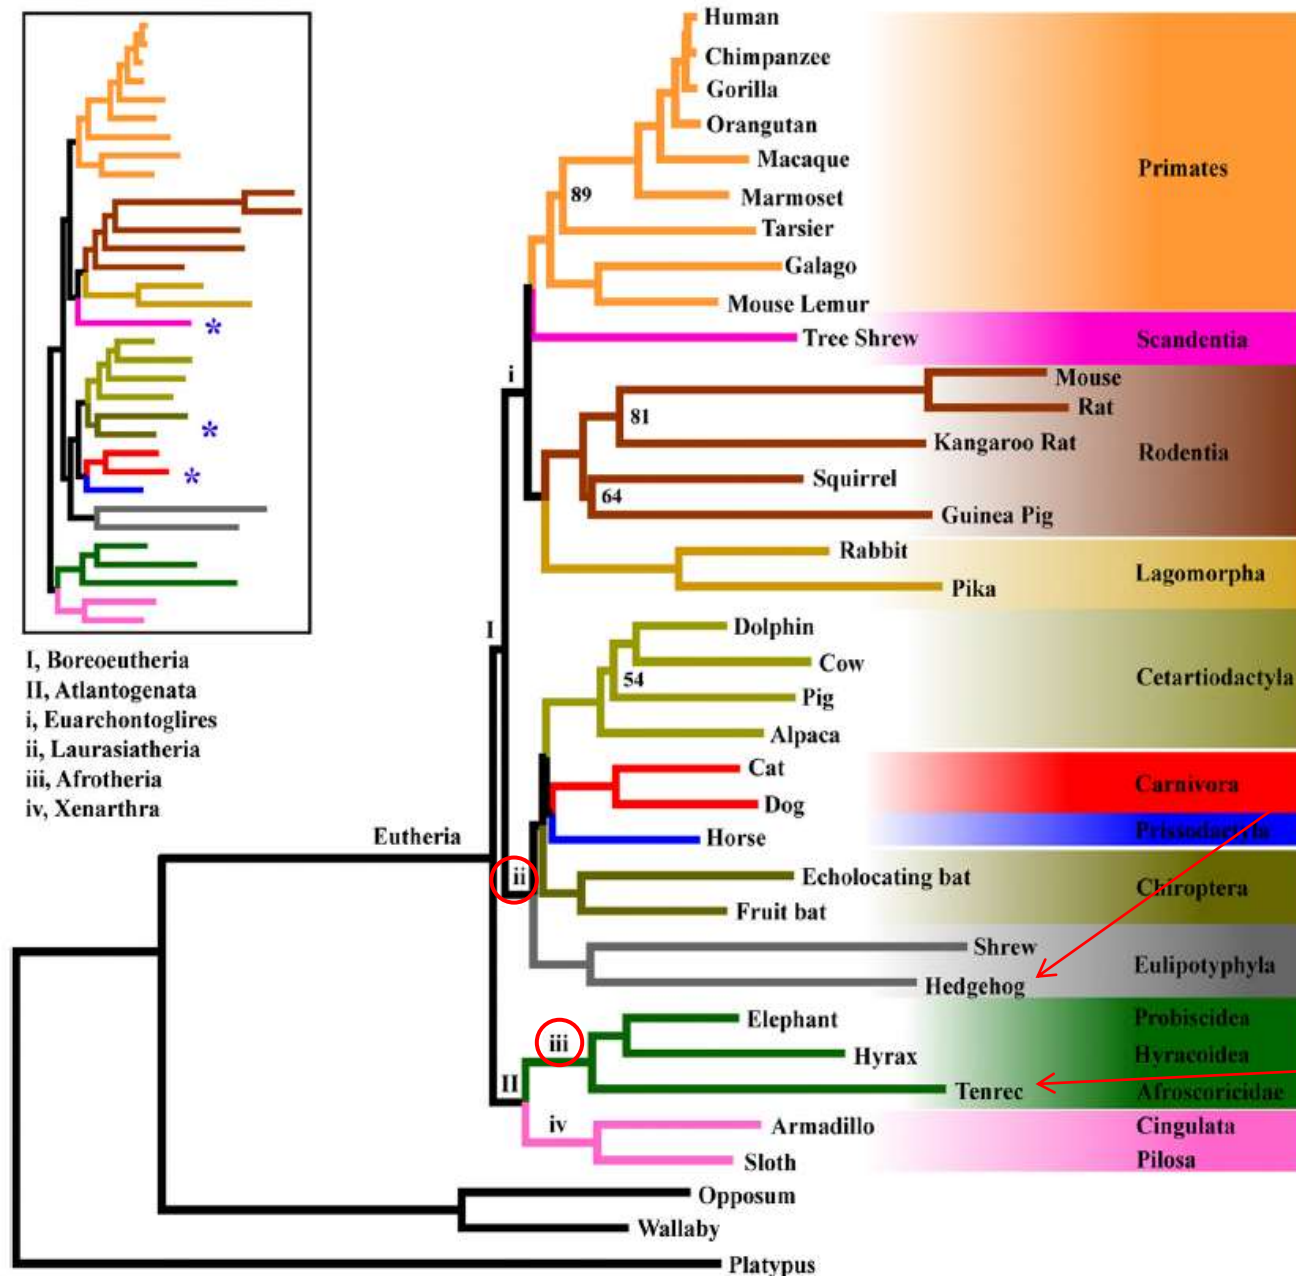 Human
Chimpanzee
Gorilla
Orangutan
Macaque
Primates
89
Marmoset
Tarsier
Galago
Mouse Lemur
*
Tree Shrew
Scandentia
i
Mouse
Rat
81
*
Kangaroo Rat
Rodentia
*
Squirrel
64
Guinea Pig
Rabbit
Lagomorpha
Pika
I
Dolphin
I, Boreoeutheria
Cow
Cetartiodactyla
54
II, Atlantogenata
Pig
i, Euarchontoglires
Alpaca
ii, Laurasiatheria
Cat
iii, Afrotheria
Carnivora
Dog
iv, Xenarthra
Eutheria
Horse
Prissodactyla
ii
Echolocating bat
Chiroptera
Fruit bat
Shrew
Eulipotyphyla
Hedgehog
Elephant
Probiscidea
iii
Hyrax
Hyracoidea
II
Tenrec
Afroscoricidae
iv
Armadillo
Cingulata
Sloth
Pilosa
Opposum
Wallaby
Platypus